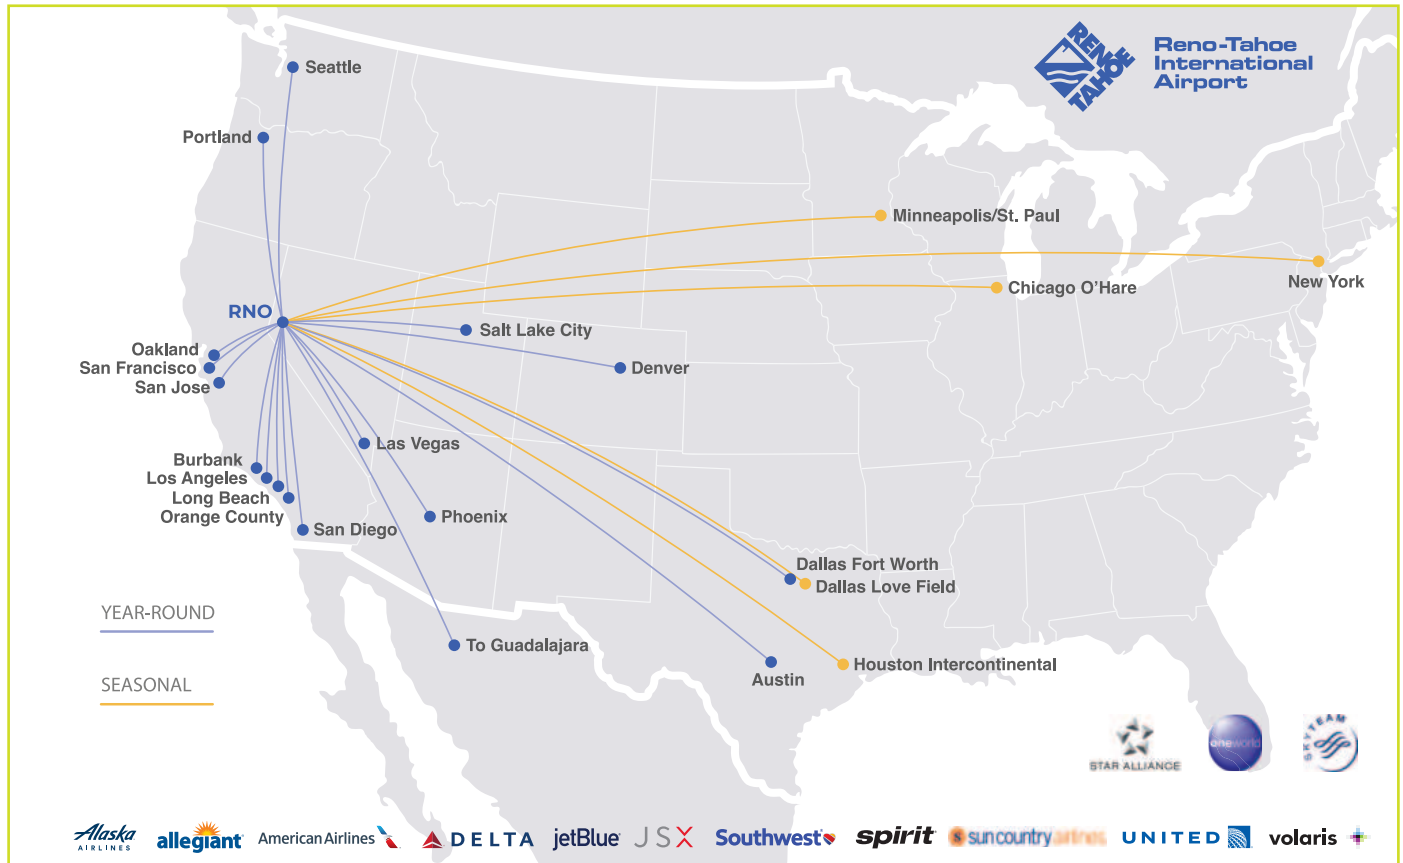 RENO
TAHOE
Reno-Tahoe
International
Airport
Seattle
Portland
Minneapolis/St. Paul
New York
Chicago O’Hare
RNO
Salt Lake City
Oakland
San Francisco
San Jose
Denver
Las Vegas
Burbank
Los Angeles
Long Beach
Orange County
San Diego
Phoenix
Dallas Fort Worth
Dallas Love Field
YEAR-ROUND
To Guadalajara
Houston Intercontinental
Austin
SEASONAL
STAR ALLIANCE
oneworld
SKYTEAM
Alaska
AIRLINES
allegiant
American Airlines
DELTA
jetBlue
JSX
Southwest
spirit
sun country airlines
UNITED
volaris